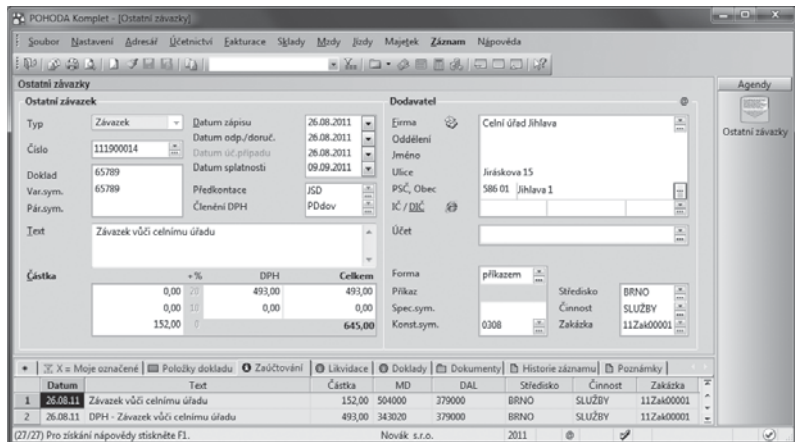 POHODA Komplet - [Ostatní závazky]
Soubor Nastavení Adresář Účetnictví Fakturace Sklady Mzdy Jízdy Majetek Záznam Nápověda
Ostatní závazky
Agendy
Ostatní závazky
Ostatní závazek
Typ Závazek
Číslo 111900014
Doklad 65789
Var.sym. 65789
Pár.sym.
Datum zápisu 26.08.2011
Datum odp./doruč. 26.08.2011
Datum úč.případu 26.08.2011
Datum splatnosti 09.09.2011
Předkontace JSD
Členění DPH PDdov
Text Závazek vůči celnímu úřadu
Částka +% DPH Celkem
0,00 20 493,00 493,00
0,00 10 0,00 0,00
152,00 0 645,00
Dodavatel @
Firma Celní úřad Jihlava
Oddělení
Jméno
Ulice Jiráskova 15
PSČ, Obec 586 01 Jihlava 1
IČ / DIČ
Účet
Forma příkazem
Příkaz
Spec.sym.
Konst.sym. 0308
Středisko BRNO
Činnost SLUŽBY
Zakázka 11Zak00001
X = Moje označené Položky dokladu Zaúčtování Likvidace Doklady Dokumenty Historie záznamu Poznámky
Datum Text Částka MD DAL Středisko Činnost Zakázka
1 26.08.11 Závazek vůči celnímu úřadu 152,00 504000 379000 BRNO SLUŽBY 11Zak00001
2 26.08.11 DPH - Závazek vůči celnímu úřadu 493,00 343020 379000 BRNO SLUŽBY 11Zak00001
(27/27) Pro získání nápovědy stiskněte F1. Novák s.r.o. 2011 @